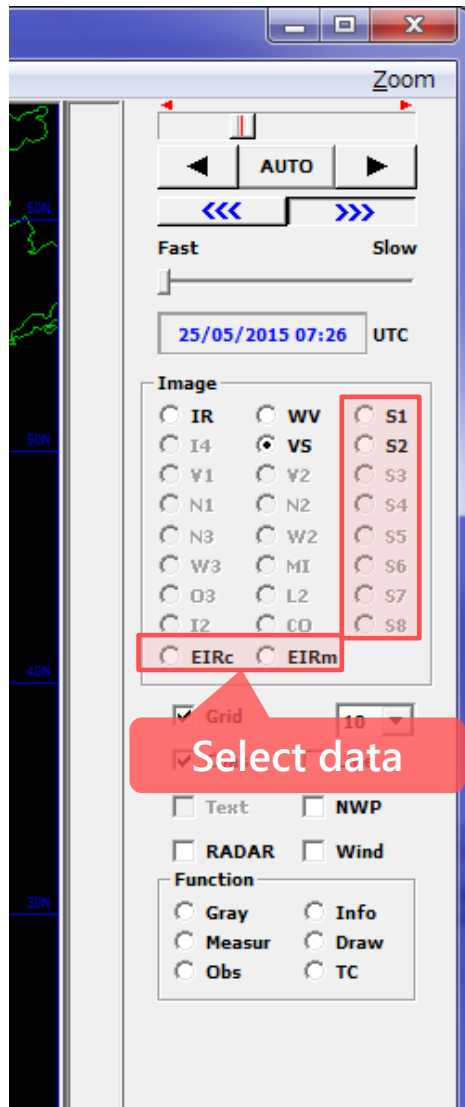 Zoom
AUTO
<<< >>>
Fast Slow
60N
25/05/2015 07:26 UTC
Image
IR WV S1
50N
I4 VS S2
V1 V2 S3
N1 N2 S4
N3 W2 S5
W3 MI S6
O3 L2 S7
I2 CO S8
EIRc EIRm
40N
Grid 10
Select data
Text NWP
RADAR Wind
Function
30N
Gray Info
Measur Draw
Obs TC